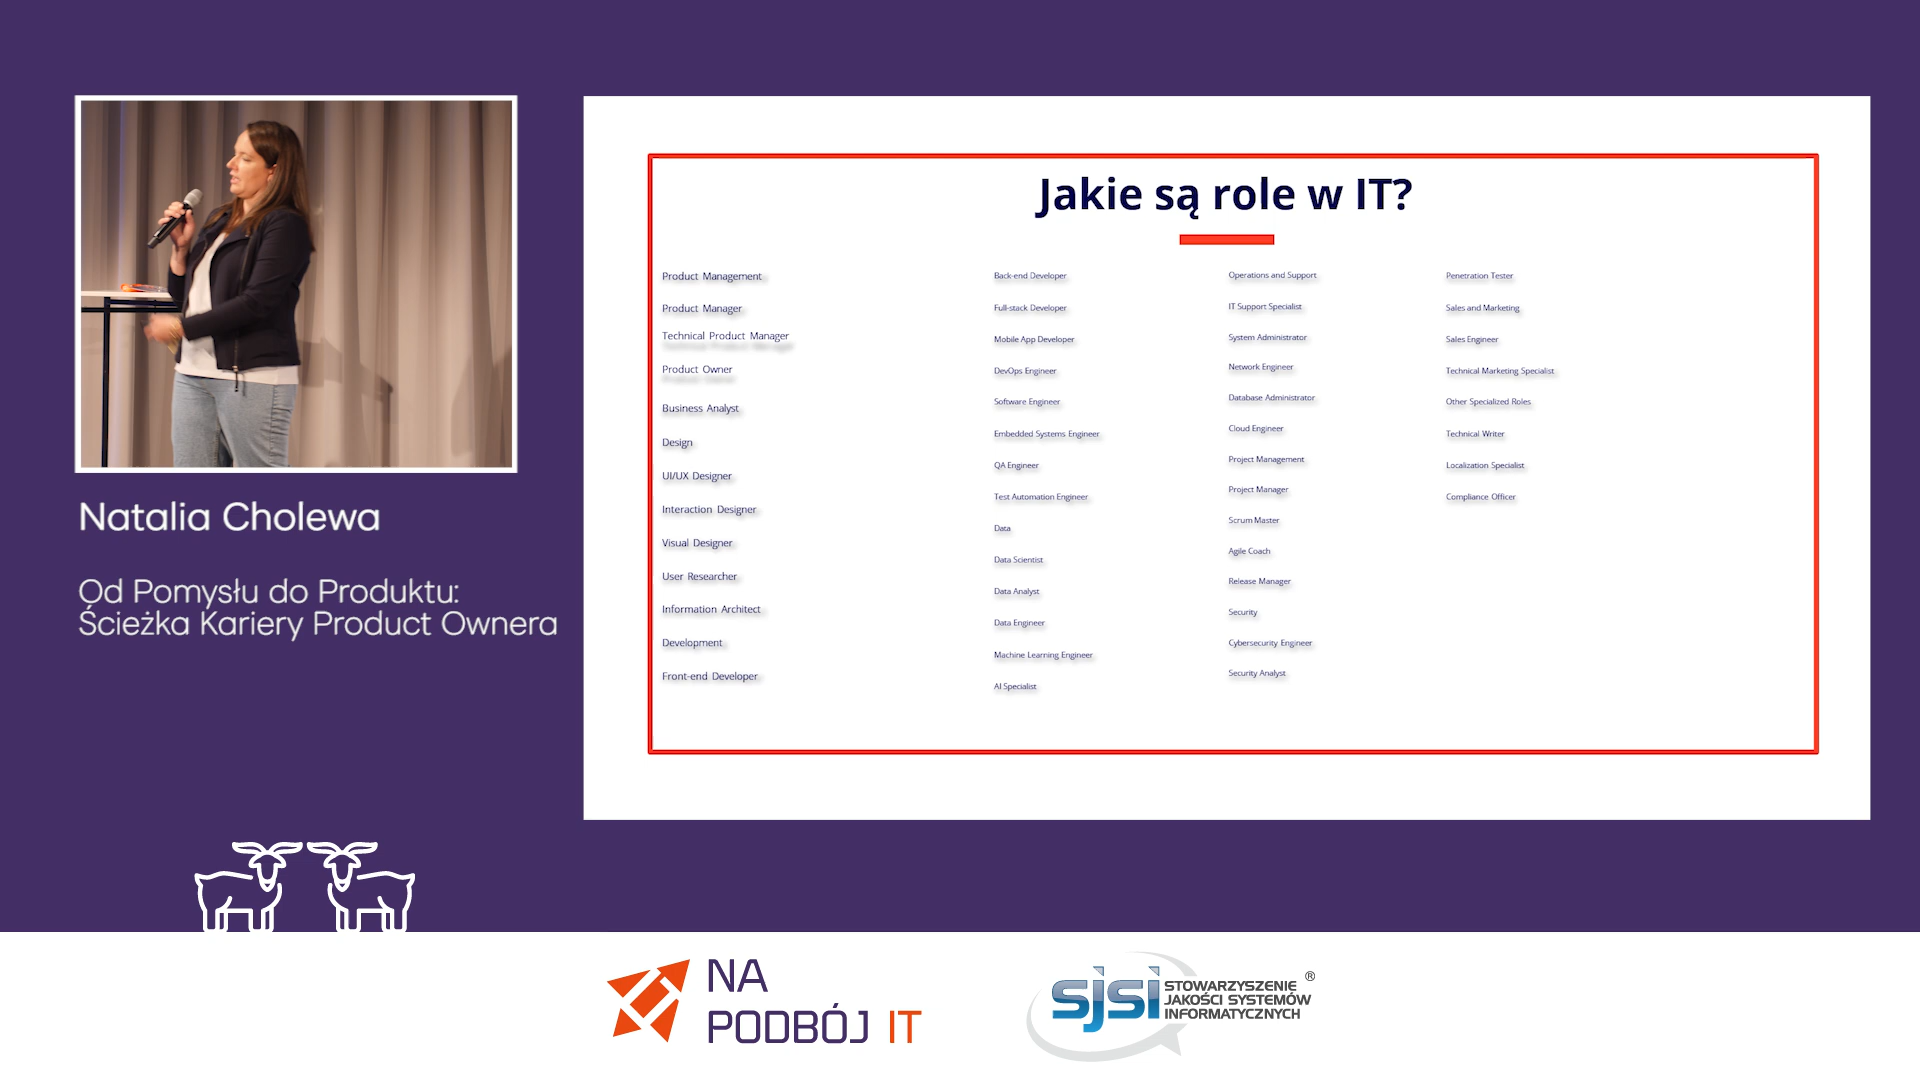 Natalia Cholewa
Od Pomysłu do Produktu:
Ścieżka Kariery Product Ownera
Jakie są role w IT?
Product Management
Product Manager
Technical Product Manager
Product Owner
Business Analyst
Design
UI/UX Designer
Interaction Designer
Visual Designer
User Researcher
Information Architect
Development
Front-end Developer
Back-end Developer
Full-stack Developer
Mobile App Developer
DevOps Engineer
Software Engineer
Embedded Systems Engineer
QA Engineer
Test Automation Engineer
Data
Data Scientist
Data Analyst
Data Engineer
Machine Learning Engineer
AI Specialist
Operations and Support
IT Support Specialist
System Administrator
Network Engineer
Database Administrator
Cloud Engineer
Project Management
Project Manager
Scrum Master
Agile Coach
Release Manager
Security
Cybersecurity Engineer
Security Analyst
Penetration Tester
Sales and Marketing
Sales Engineer
Technical Marketing Specialist
Other Specialized Roles
Technical Writer
Localization Specialist
Compliance Officer
NA
PODBÓJ IT
sjsi
STOWARZYSZENIE ®
JAKOŚCI SYSTEMÓW
INFORMATYCZNYCH